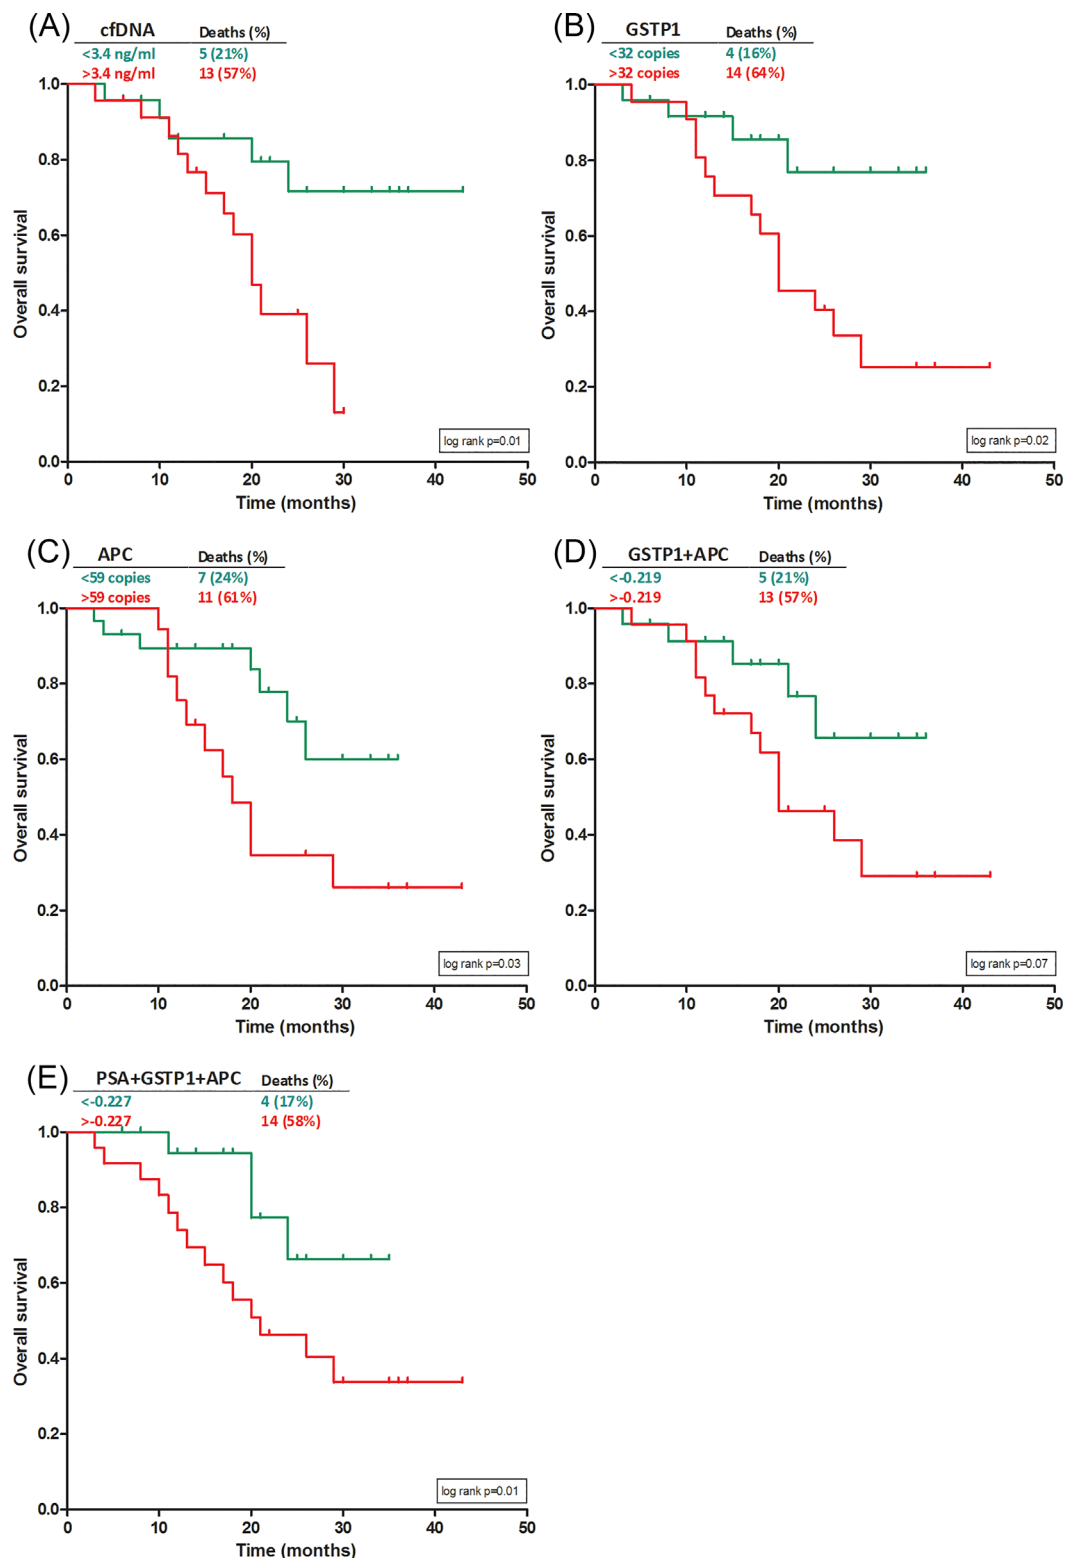 (A) cfDNA Deaths (%)
<3.4 ng/ml 5 (21%)
>3.4 ng/ml 13 (57%)
1.0
0.8
0.6
0.4
0.2
0.0
Overall survival
0 10 20 30 40 50
Time (months)
log rank p=0.01
(B) GSTP1 Deaths (%)
<32 copies 4 (16%)
>32 copies 14 (64%)
1.0
0.8
0.6
0.4
0.2
0.0
Overall survival
0 10 20 30 40 50
Time (months)
log rank p=0.02
(C) APC Deaths (%)
<59 copies 7 (24%)
>59 copies 11 (61%)
1.0
0.8
0.6
0.4
0.2
0.0
Overall survival
0 10 20 30 40 50
Time (months)
log rank p=0.03
(D) GSTP1+APC Deaths (%)
<-0.219 5 (21%)
>-0.219 13 (57%)
1.0
0.8
0.6
0.4
0.2
0.0
Overall survival
0 10 20 30 40 50
Time (months)
log rank p=0.07
(E) PSA+GSTP1+APC Deaths (%)
<-0.227 4 (17%)
>-0.227 14 (58%)
1.0
0.8
0.6
0.4
0.2
0.0
Overall survival
0 10 20 30 40 50
Time (months)
log rank p=0.01